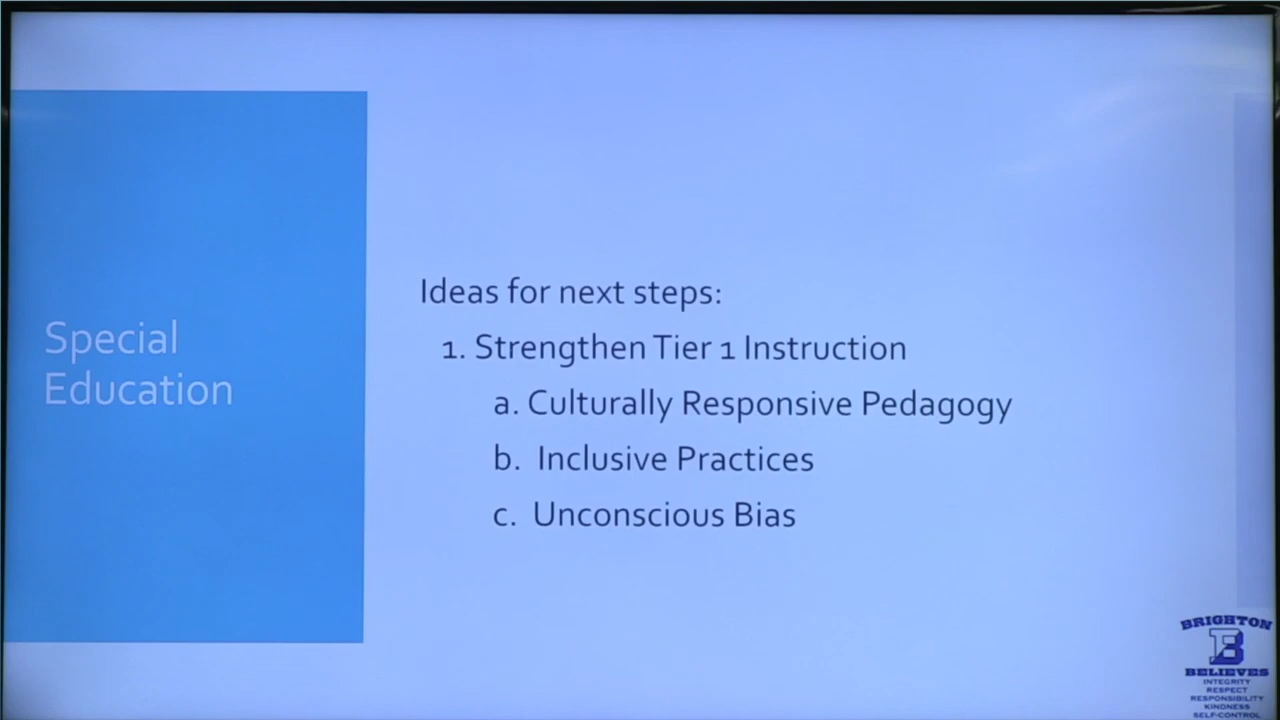 Special
Education
Ideas for next steps:
1. Strengthen Tier 1 Instruction
a. Culturally Responsive Pedagogy
b. Inclusive Practices
c. Unconscious Bias
BRIGHTON
B
BELIEVES
INTEGRITY
RESPECT
RESPONSIBILITY
KINDNESS
SELF-CONTROL